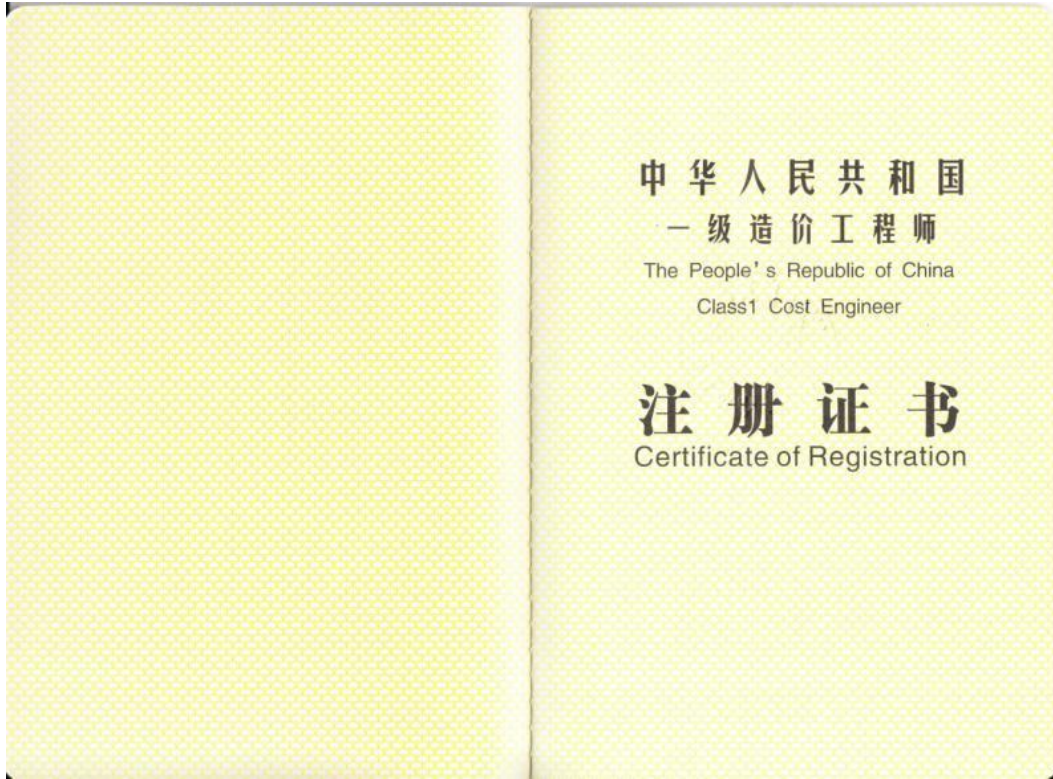 中华人民共和国
一级造价工程师
The People's Republic of China
Class1 Cost Engineer
注册证书
Certificate of Registration